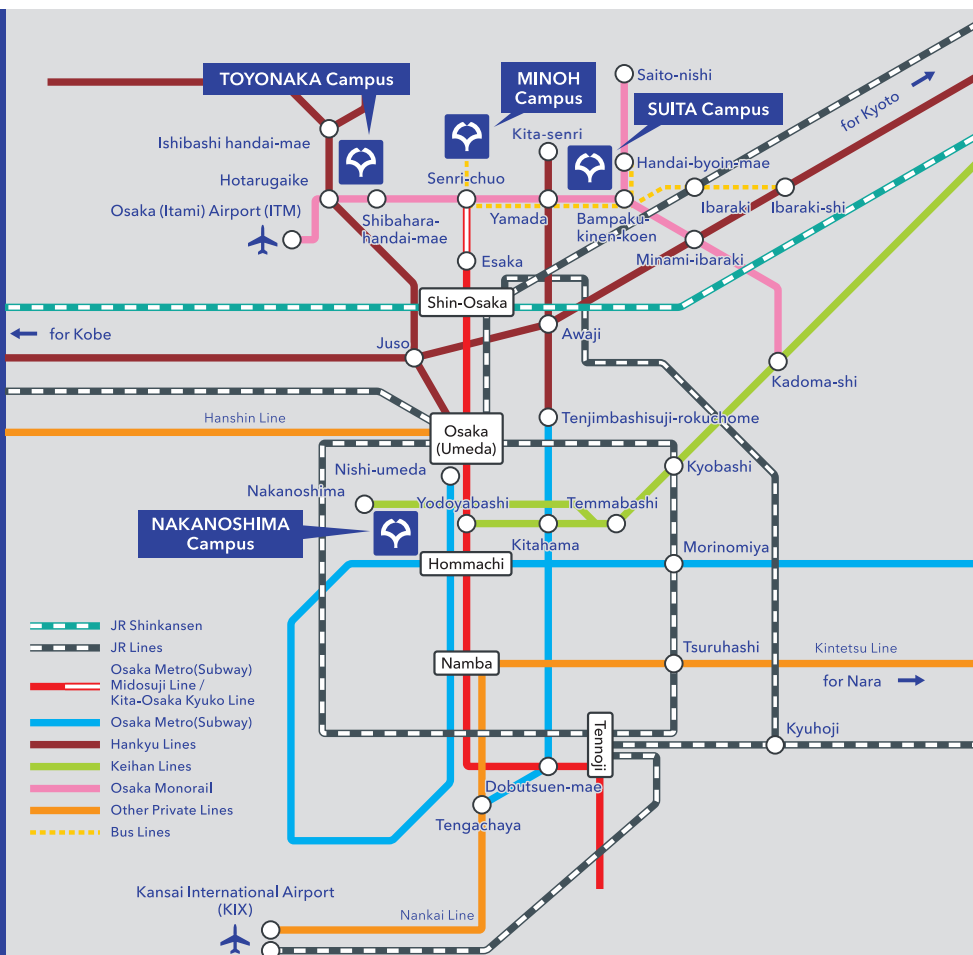 TOYONAKA Campus
MINOH
Campus
SUITA Campus
Saito-nishi
for Kyoto
Ishibashi handai-mae
Kita-senri
Handai-byoin-mae
Hotarugaike
Senri-chuo
Osaka (Itami) Airport (ITM)
Shibahara-
handai-mae
Yamada
Bampaku-
kinen-koen
Ibaraki
Ibaraki-shi
Esaka
Minami-ibaraki
Shin-Osaka
for Kobe
Juso
Awaji
Kadoma-shi
Hanshin Line
Osaka
(Umeda)
Tenjimbashisuji-rokuchome
Nishi-umeda
Kyobashi
Nakanoshima
Yodoyabashi
Temmabashi
NAKANOSHIMA
Campus
Kitahama
Hommachi
Morinomiya
JR Shinkansen
JR Lines
Osaka Metro(Subway)
Midosuji Line /
Kita-Osaka Kyuko Line
Osaka Metro(Subway)
Hankyu Lines
Keihan Lines
Osaka Monorail
Other Private Lines
Bus Lines
Namba
Tsuruhashi
Kintetsu Line
for Nara
Tennoji
Kyuhoji
Dobutsuen-mae
Tengachaya
Kansai International Airport
(KIX)
Nankai Line